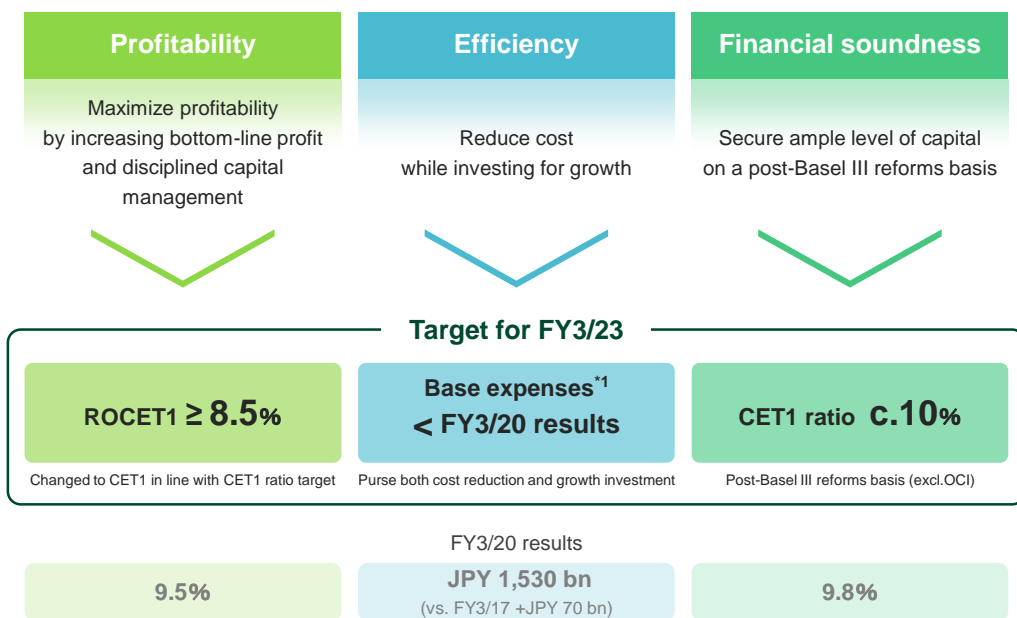 Profitability
Maximize profitability
by increasing bottom-line profit
and disciplined capital
management
Efficiency
Reduce cost
while investing for growth
Financial soundness
Secure ample level of capital
on a post-Basel III reforms basis
Target for FY3/23
ROCET1 ≥ 8.5%
Changed to CET1 in line with CET1 ratio target
Base expenses*1
< FY3/20 results
Purse both cost reduction and growth investment
CET1 ratio c.10%
Post-Basel III reforms basis (excl.OCI)
FY3/20 results
9.5%
JPY 1,530 bn
(vs. FY3/17 +JPY 70 bn)
9.8%